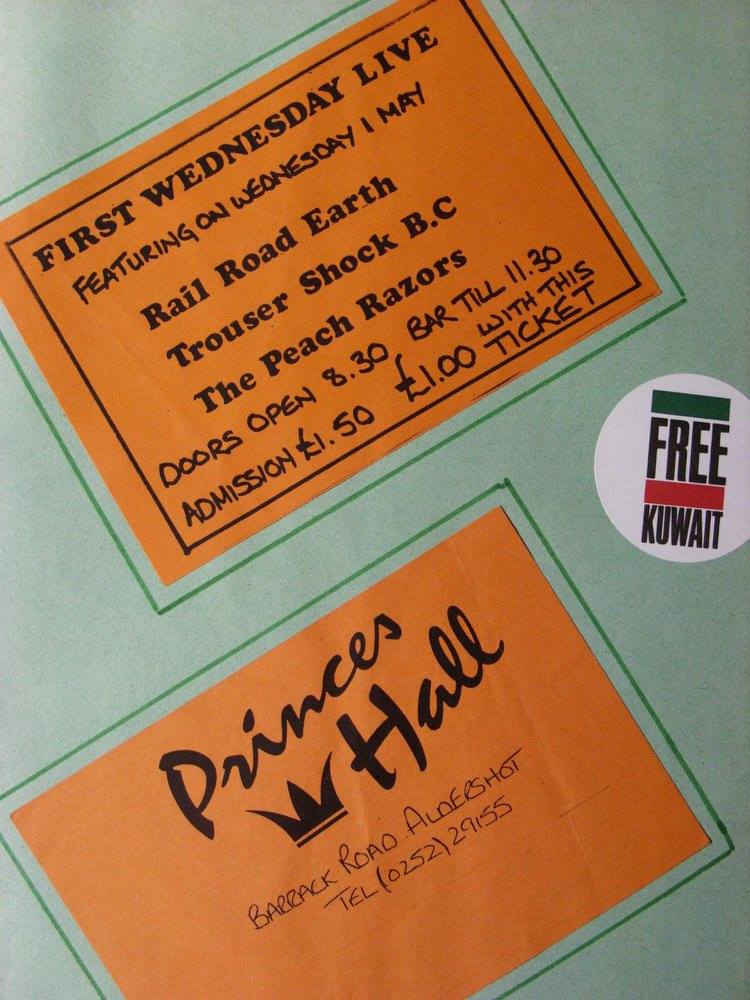 FIRST WEDNESDAY LIVE
FEATURING ON WEDNESDAY 1 MAY
Rail Road Earth
Trouser Shock B.C
The Peach Razors
DOORS OPEN 8.30 BAR TILL 11.30
ADMISSION £1.50 £1.00 WITH THIS
TICKET
FREE
KUWAIT
Princes
Hall
BARRACK ROAD ALDERSHOT
TEL (0252) 29155